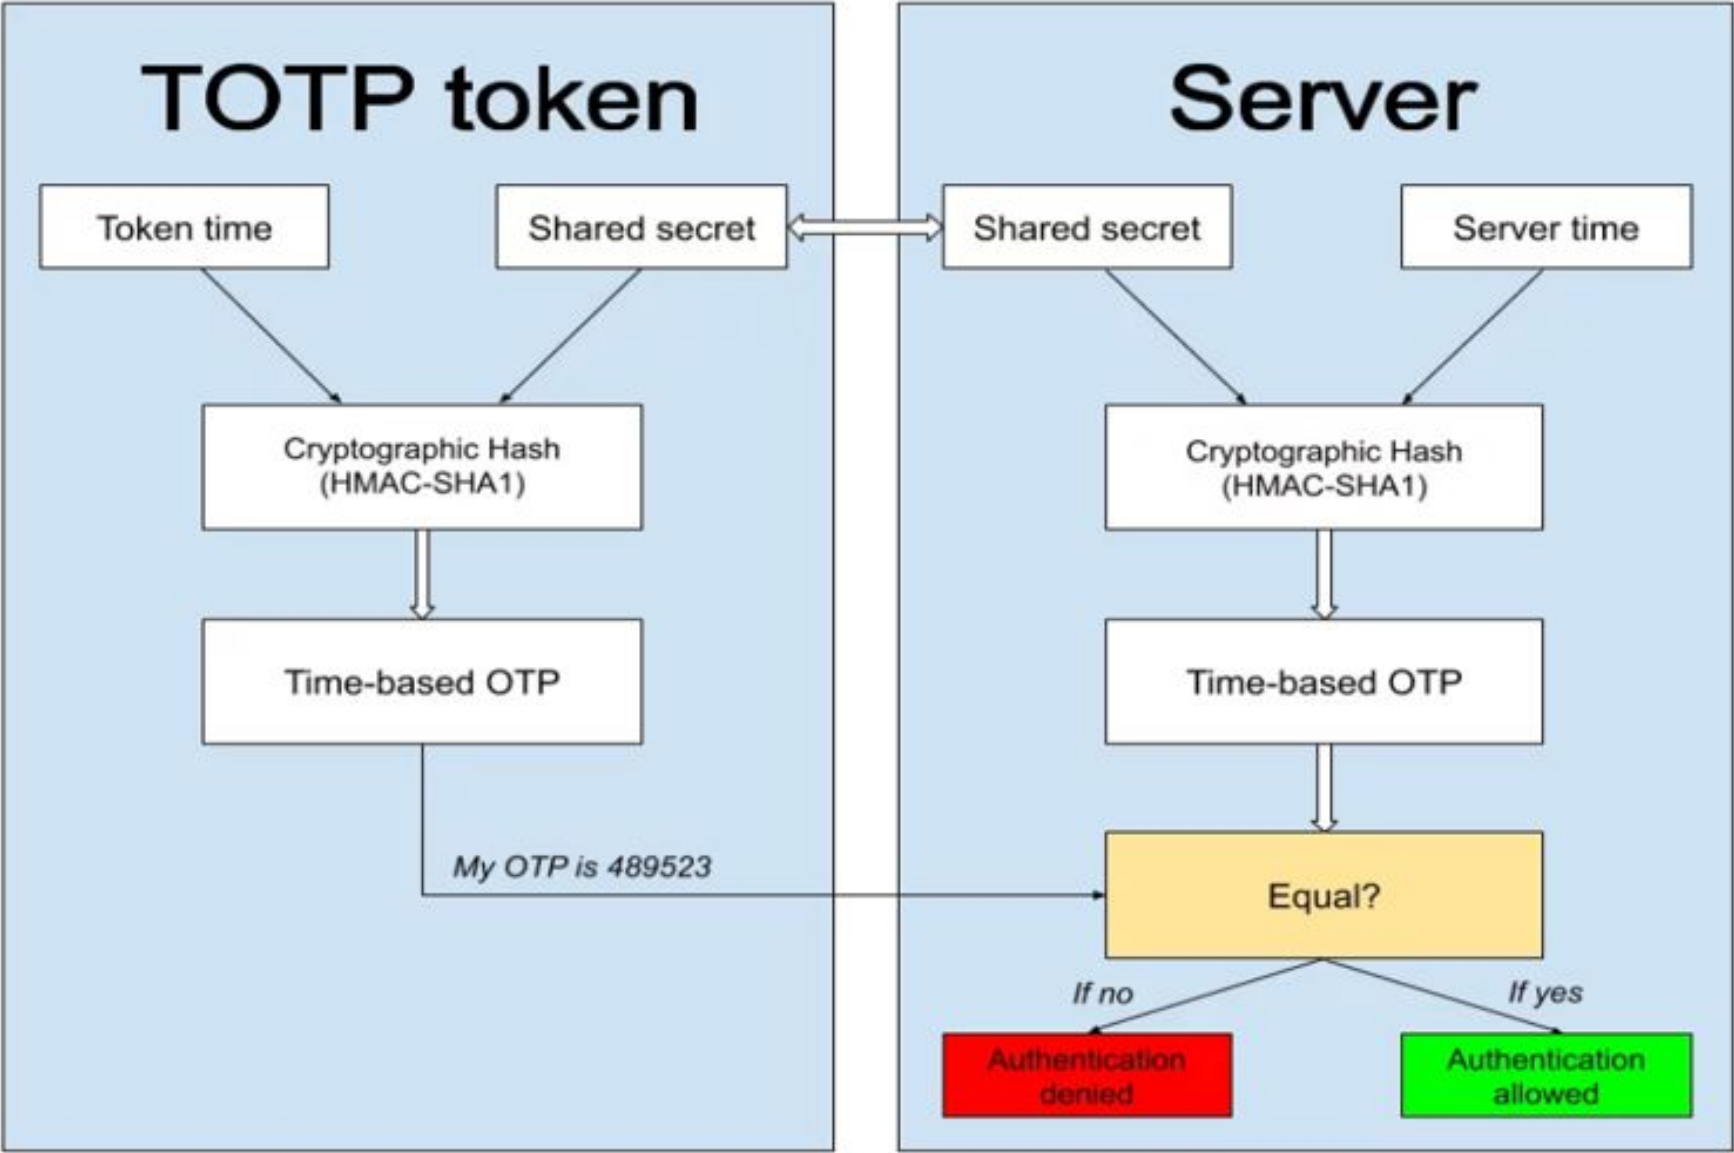 TOTP token
Token time
Shared secret
Cryptographic Hash
(HMAC-SHA1)
Time-based OTP
My OTP is 489523
Server
Shared secret
Server time
Cryptographic Hash
(HMAC-SHA1)
Time-based OTP
Equal?
If no
If yes
Authentication
denied
Authentication
allowed